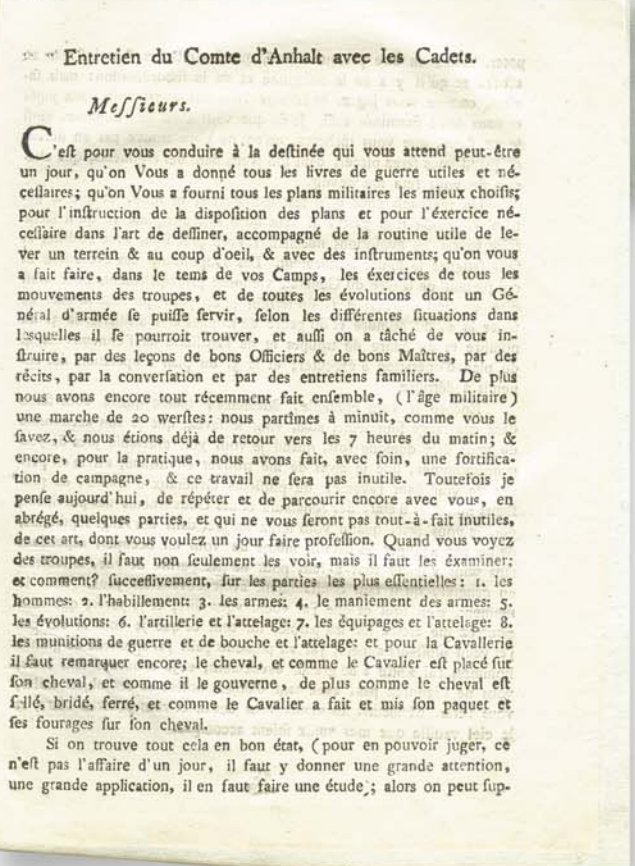 Entretien du Comte d'Anhalt avec les Cadets.
Meſſieurs.
C'eſt pour vous conduire à la deſtinée qui vous attend peut-être
un jour, qu'on Vous a donné tous les livres de guerre utiles et né-
ceſſaires; qu'on Vous a fourni tous les plans militaires les mieux choiſis;
pour l'inſtruction de la diſpoſition des plans et pour l'éxercice né-
ceſſaire dans l'art de deſſiner, accompagné de la routine utile de le-
ver un terrein & au coup d'oeil, & avec des inſtruments; qu'on vous
a fait faire, dans le tems de vos Camps, les éxercices de tous les
mouvements des troupes, et de toutes les évolutions dont un Gé-
néral d'armée ſe puiſſe ſervir, ſelon les différentes ſituations dans
lesquelles il ſe pourroit trouver, et auſſi on a tâché de vous in-
ſtruire, par des leçons de bons Officiers & de bons Maîtres, par des
récits, par la converſation et par des entretiens familiers. De plus
nous avons encore tout récemment fait enſemble, (l'âge militaire)
une marche de 20 werſtes: nous partîmes à minuit, comme vous le
ſavez, & nous étions déjà de retour vers les 7 heures du matin; &
encore, pour la pratique, nous avons fait, avec ſoin, une fortifica-
tion de campagne, & ce travail ne ſera pas inutile. Toutefois je
penſe aujourd'hui, de répéter et de parcourir encore avec vous, en
abrégé, quelques parties, et qui ne vous ſeront pas tout-à-fait inutiles,
de cet art, dont vous voulez un jour faire profeſſion. Quand vous voyez
des troupes, il faut non ſeulement les voir, mais il faut les éxaminer;
et comment? ſucceſſivement, ſur les parties les plus eſſentielles: 1. les
hommes: 2. l'habillement: 3. les armes: 4. le maniement des armes: 5.
les évolutions: 6. l'artillerie et l'attelage: 7. les équipages et l'attelage: 8.
les munitions de guerre et de bouche et l'attelage: et pour la Cavallerie
il faut remarquer encore; le cheval, et comme le Cavalier eſt placé ſur
ſon cheval, et comme il le gouverne, de plus comme le cheval eſt
ſellé, bridé, ferré, et comme le Cavalier a fait et mis ſon paquet et
ſes fourages ſur ſon cheval.
Si on trouve tout cela en bon état, (pour en pouvoir juger, ce
n'eſt pas l'affaire d'un jour, il faut y donner une grande attention,
une grande application, il en faut faire une étude; alors on peut ſup-